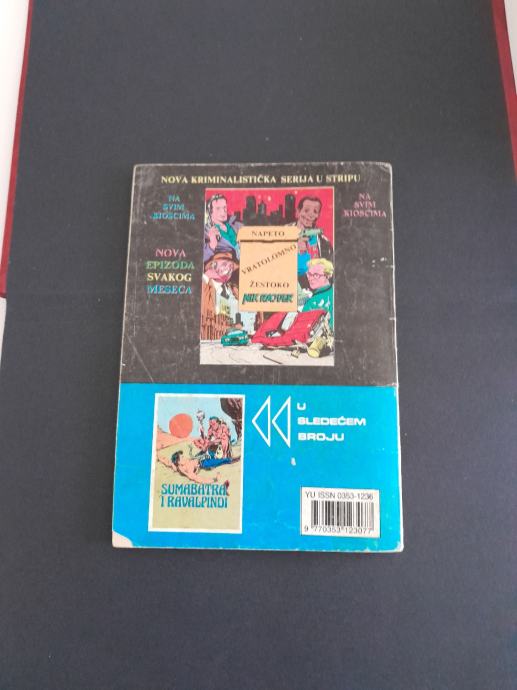 NOVA KRIMINALISTIČKA SERIJA U STRIPU
NA
SVIM
KIOSCIMA
NA
SVIM
KIOSCIMA
NOVA
EPIZODA
SVAKOG
MESECA
NAPETO
VRATOLOMNO
ŽESTOKO
NIK RAJDER
U
SLEDEĆEM
BROJU
SUMABATRA
I RAVALPINDI
YU ISSN 0353-1236
9 770353 123077